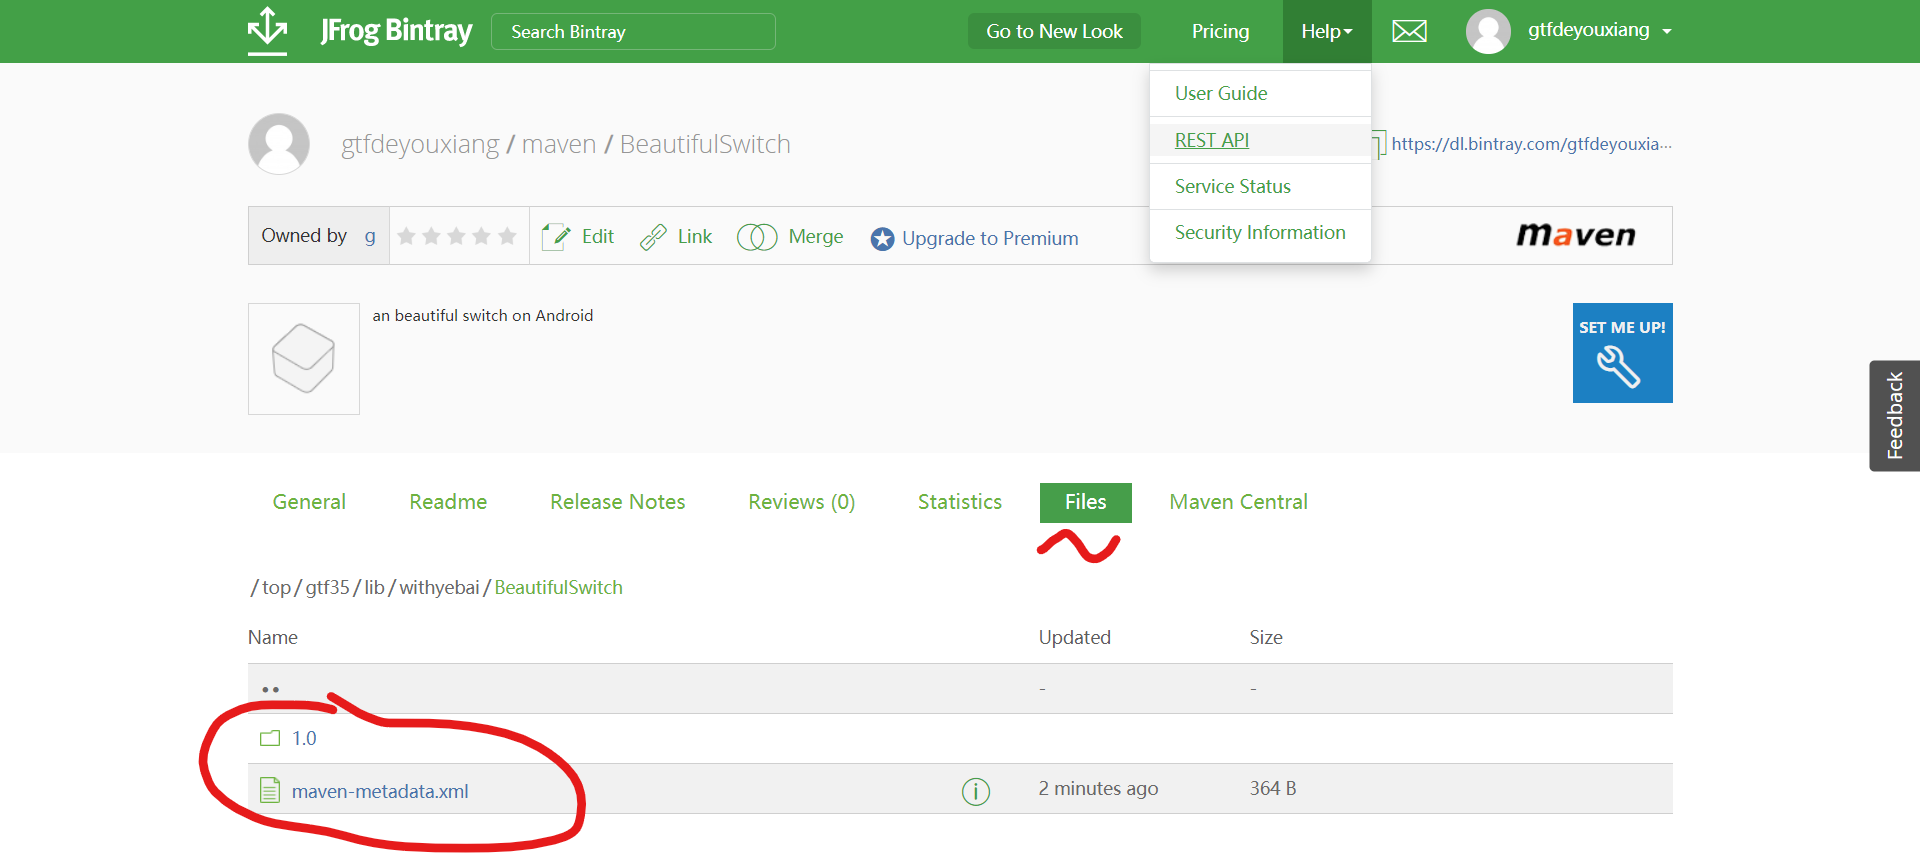 JFrog Bintray Search Bintray Go to New Look Pricing Help gtfdeyouxiang
User Guide
REST API
Service Status
Security Information
gtfdeyouxiang / maven / BeautifulSwitch
https://dl.bintray.com/gtfdeyouxia...
Owned by g Edit Link Merge Upgrade to Premium maven
an beautiful switch on Android
SET ME UP!
Feedback
General Readme Release Notes Reviews (0) Statistics Files Maven Central
/ top / gtf35 / lib / withyebai / BeautifulSwitch
Name Updated Size
•• - -
1.0
maven-metadata.xml 2 minutes ago 364 B